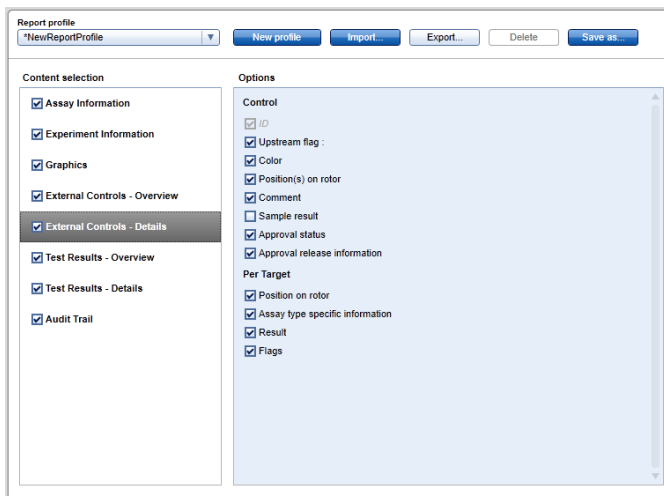 Report profile
*NewReportProfile
New profile
Import...
Export...
Delete
Save as...
Content selection
Assay Information
Experiment Information
Graphics
External Controls - Overview
External Controls - Details
Test Results - Overview
Test Results - Details
Audit Trail
Options
Control
ID
Upstream flag :
Color
Position(s) on rotor
Comment
Sample result
Approval status
Approval release information
Per Target
Position on rotor
Assay type specific information
Result
Flags